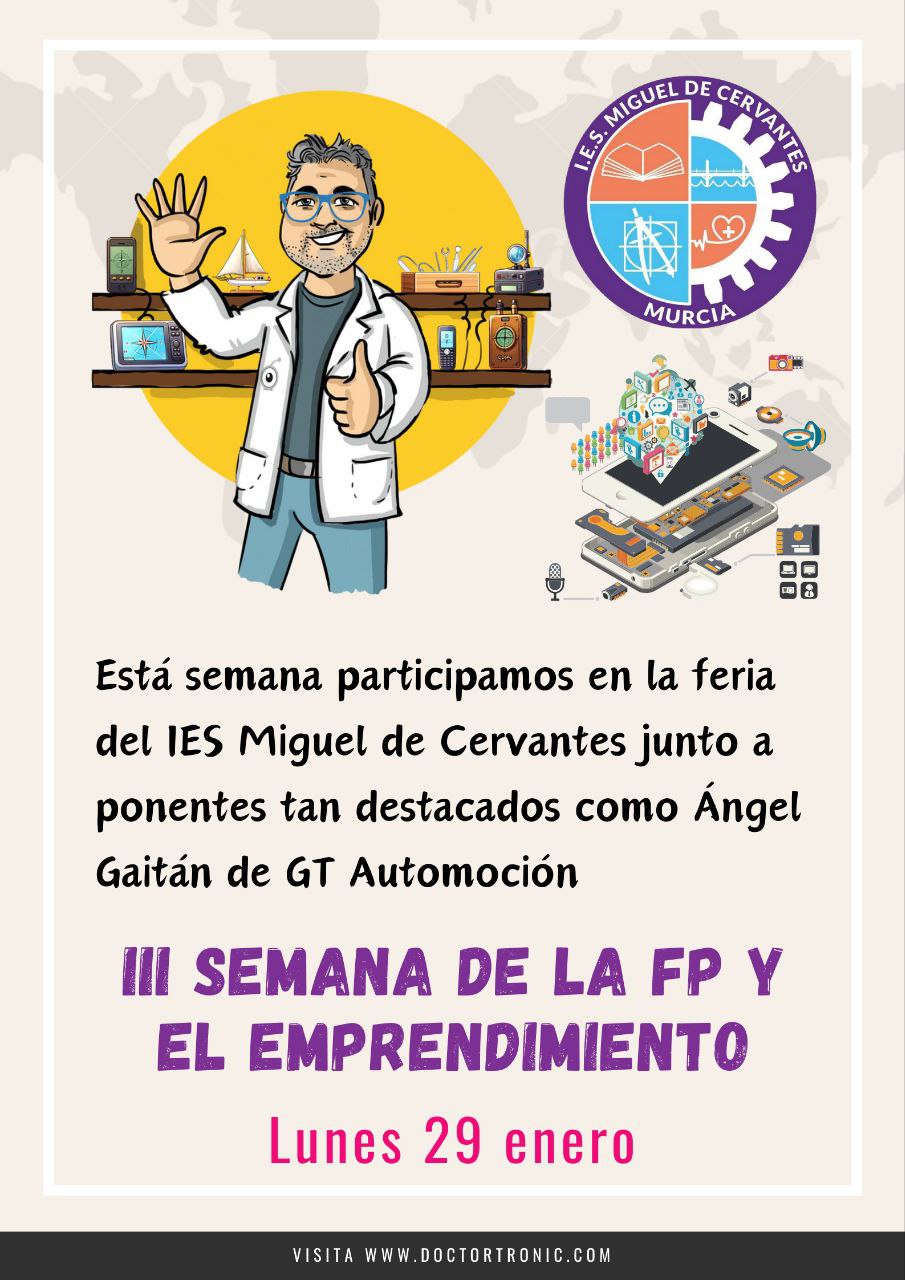 I.E.S. MIGUEL DE CERVANTES
MURCIA
Está semana participamos en la feria
del IES Miguel de Cervantes junto a
ponentes tan destacados como Ángel
Gaitán de GT Automoción
III SEMANA DE LA FP Y
EL EMPRENDIMIENTO
Lunes 29 enero
VISITA WWW.DOCTORTRONIC.COM